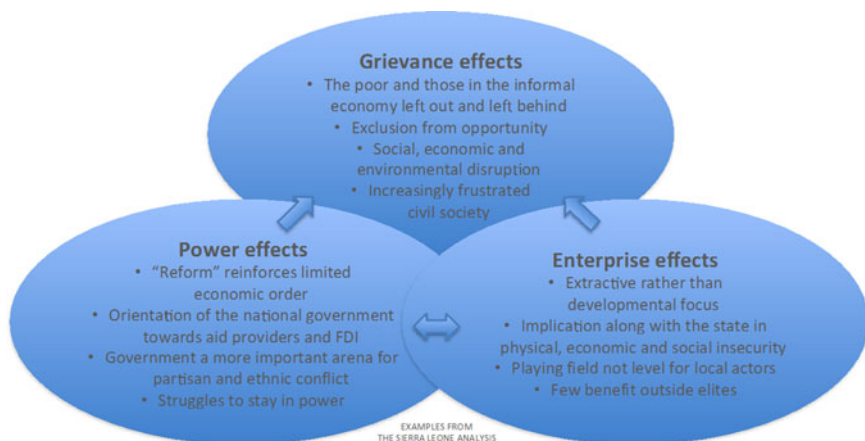 Grievance effects
• The poor and those in the informal
economy left out and left behind
• Exclusion from opportunity
• Social, economic and
environmental disruption
• Increasingly frustrated
civil society
Power effects
• “Reform” reinforces limited
economic order
• Orientation of the national government
towards aid providers and FDI
• Government a more important arena for
partisan and ethnic conflict
• Struggles to stay in power
Enterprise effects
• Extractive rather than
developmental focus
• Implication along with the state in
physical, economic and social insecurity
• Playing field not level for local actors
• Few benefit outside elites
EXAMPLES FROM
THE SIERRA LEONE ANALYSIS